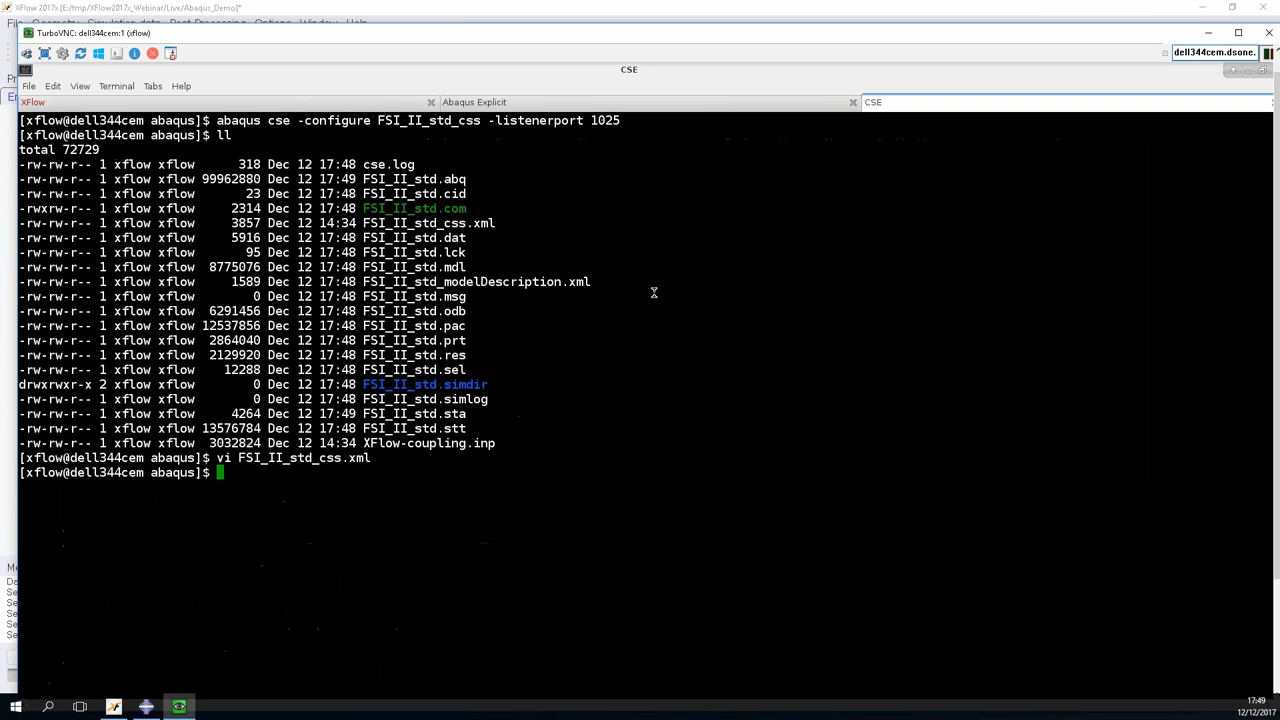 XFlow 2017x [E:/tmp/XFlow2017x_Webinar/Live/Abaqus_Demo]*
TurboVNC: dell344cem:1 (xflow)
dell344cem.dsone.
CSE
File Edit View Terminal Tabs Help
XFlow Abaqus Explicit CSE
[xflow@dell344cem abaqus]$ abaqus cse -configure FSI_II_std_css -listenerport 1025
[xflow@dell344cem abaqus]$ ll
total 72729
-rw-rw-r-- 1 xflow xflow 318 Dec 12 17:48 cse.log
-rw-rw-r-- 1 xflow xflow 99962880 Dec 12 17:49 FSI_II_std.abq
-rw-rw-r-- 1 xflow xflow 23 Dec 12 17:48 FSI_II_std.cid
-rwxrw-r-- 1 xflow xflow 2314 Dec 12 17:48 FSI_II_std.com
-rw-rw-r-- 1 xflow xflow 3857 Dec 12 14:34 FSI_II_std_css.xml
-rw-rw-r-- 1 xflow xflow 5916 Dec 12 17:48 FSI_II_std.dat
-rw-rw-r-- 1 xflow xflow 95 Dec 12 17:48 FSI_II_std.lck
-rw-rw-r-- 1 xflow xflow 8775076 Dec 12 17:48 FSI_II_std.mdl
-rw-rw-r-- 1 xflow xflow 1589 Dec 12 17:48 FSI_II_std_modelDescription.xml
-rw-rw-r-- 1 xflow xflow 0 Dec 12 17:48 FSI_II_std.msg
-rw-rw-r-- 1 xflow xflow 6291456 Dec 12 17:48 FSI_II_std.odb
-rw-rw-r-- 1 xflow xflow 12537856 Dec 12 17:48 FSI_II_std.pac
-rw-rw-r-- 1 xflow xflow 2864040 Dec 12 17:48 FSI_II_std.prt
-rw-rw-r-- 1 xflow xflow 2129920 Dec 12 17:48 FSI_II_std.res
-rw-rw-r-- 1 xflow xflow 12288 Dec 12 17:48 FSI_II_std.sel
drwxrwxr-x 2 xflow xflow 0 Dec 12 17:48 FSI_II_std.simdir
-rw-rw-r-- 1 xflow xflow 0 Dec 12 17:48 FSI_II_std.simlog
-rw-rw-r-- 1 xflow xflow 4264 Dec 12 17:49 FSI_II_std.sta
-rw-rw-r-- 1 xflow xflow 13576784 Dec 12 17:48 FSI_II_std.stt
-rw-rw-r-- 1 xflow xflow 3032824 Dec 12 14:34 XFlow-coupling.inp
[xflow@dell344cem abaqus]$ vi FSI_II_std_css.xml
[xflow@dell344cem abaqus]$
17:49
12/12/2017